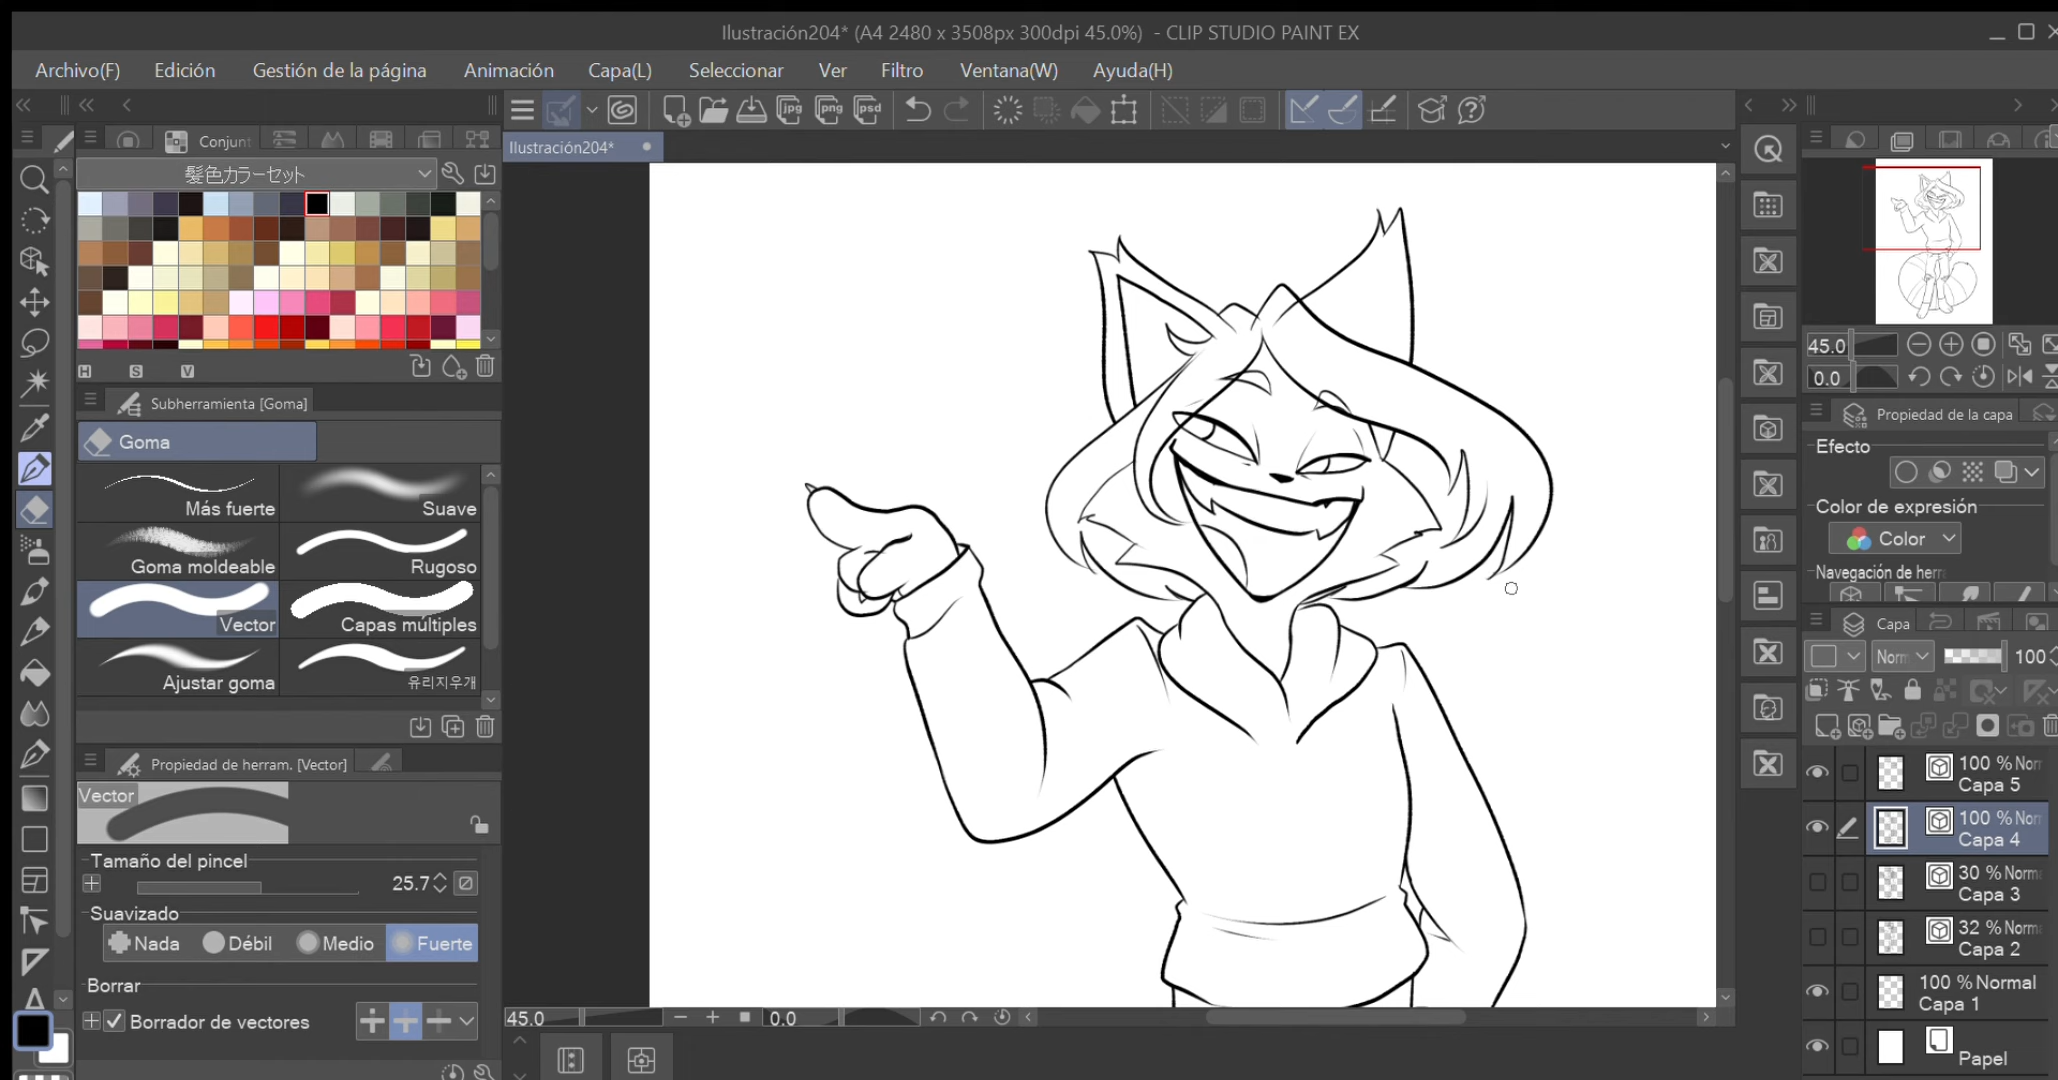 Ilustración204* (A4 2480 x 3508px 300dpi 45.0%) - CLIP STUDIO PAINT EX
Archivo(F) Edición Gestión de la página Animación Capa(L) Seleccionar Ver Filtro Ventana(W) Ayuda(H)
jpg png psd
Conjunt
Ilustración204*
髪色カラーセット
H S V
Subherramienta [Goma]
Goma
Más fuerte
Suave
Goma moldeable
Rugoso
Vector
Capas múltiples
Ajustar goma
유리지우개
Propiedad de herram. [Vector]
Vector
Tamaño del pincel
25.7
Suavizado
Nada Débil Medio Fuerte
Borrar
Borrador de vectores
45.0 0.0
45.0
0.0
Propiedad de la capa
Efecto
Color de expresión
Color
Navegación de herr
Capa
Norm 100
100 % Norm
Capa 5
100 % Norm
Capa 4
30 % Norma
Capa 3
32 % Norma
Capa 2
100 % Normal
Capa 1
Papel